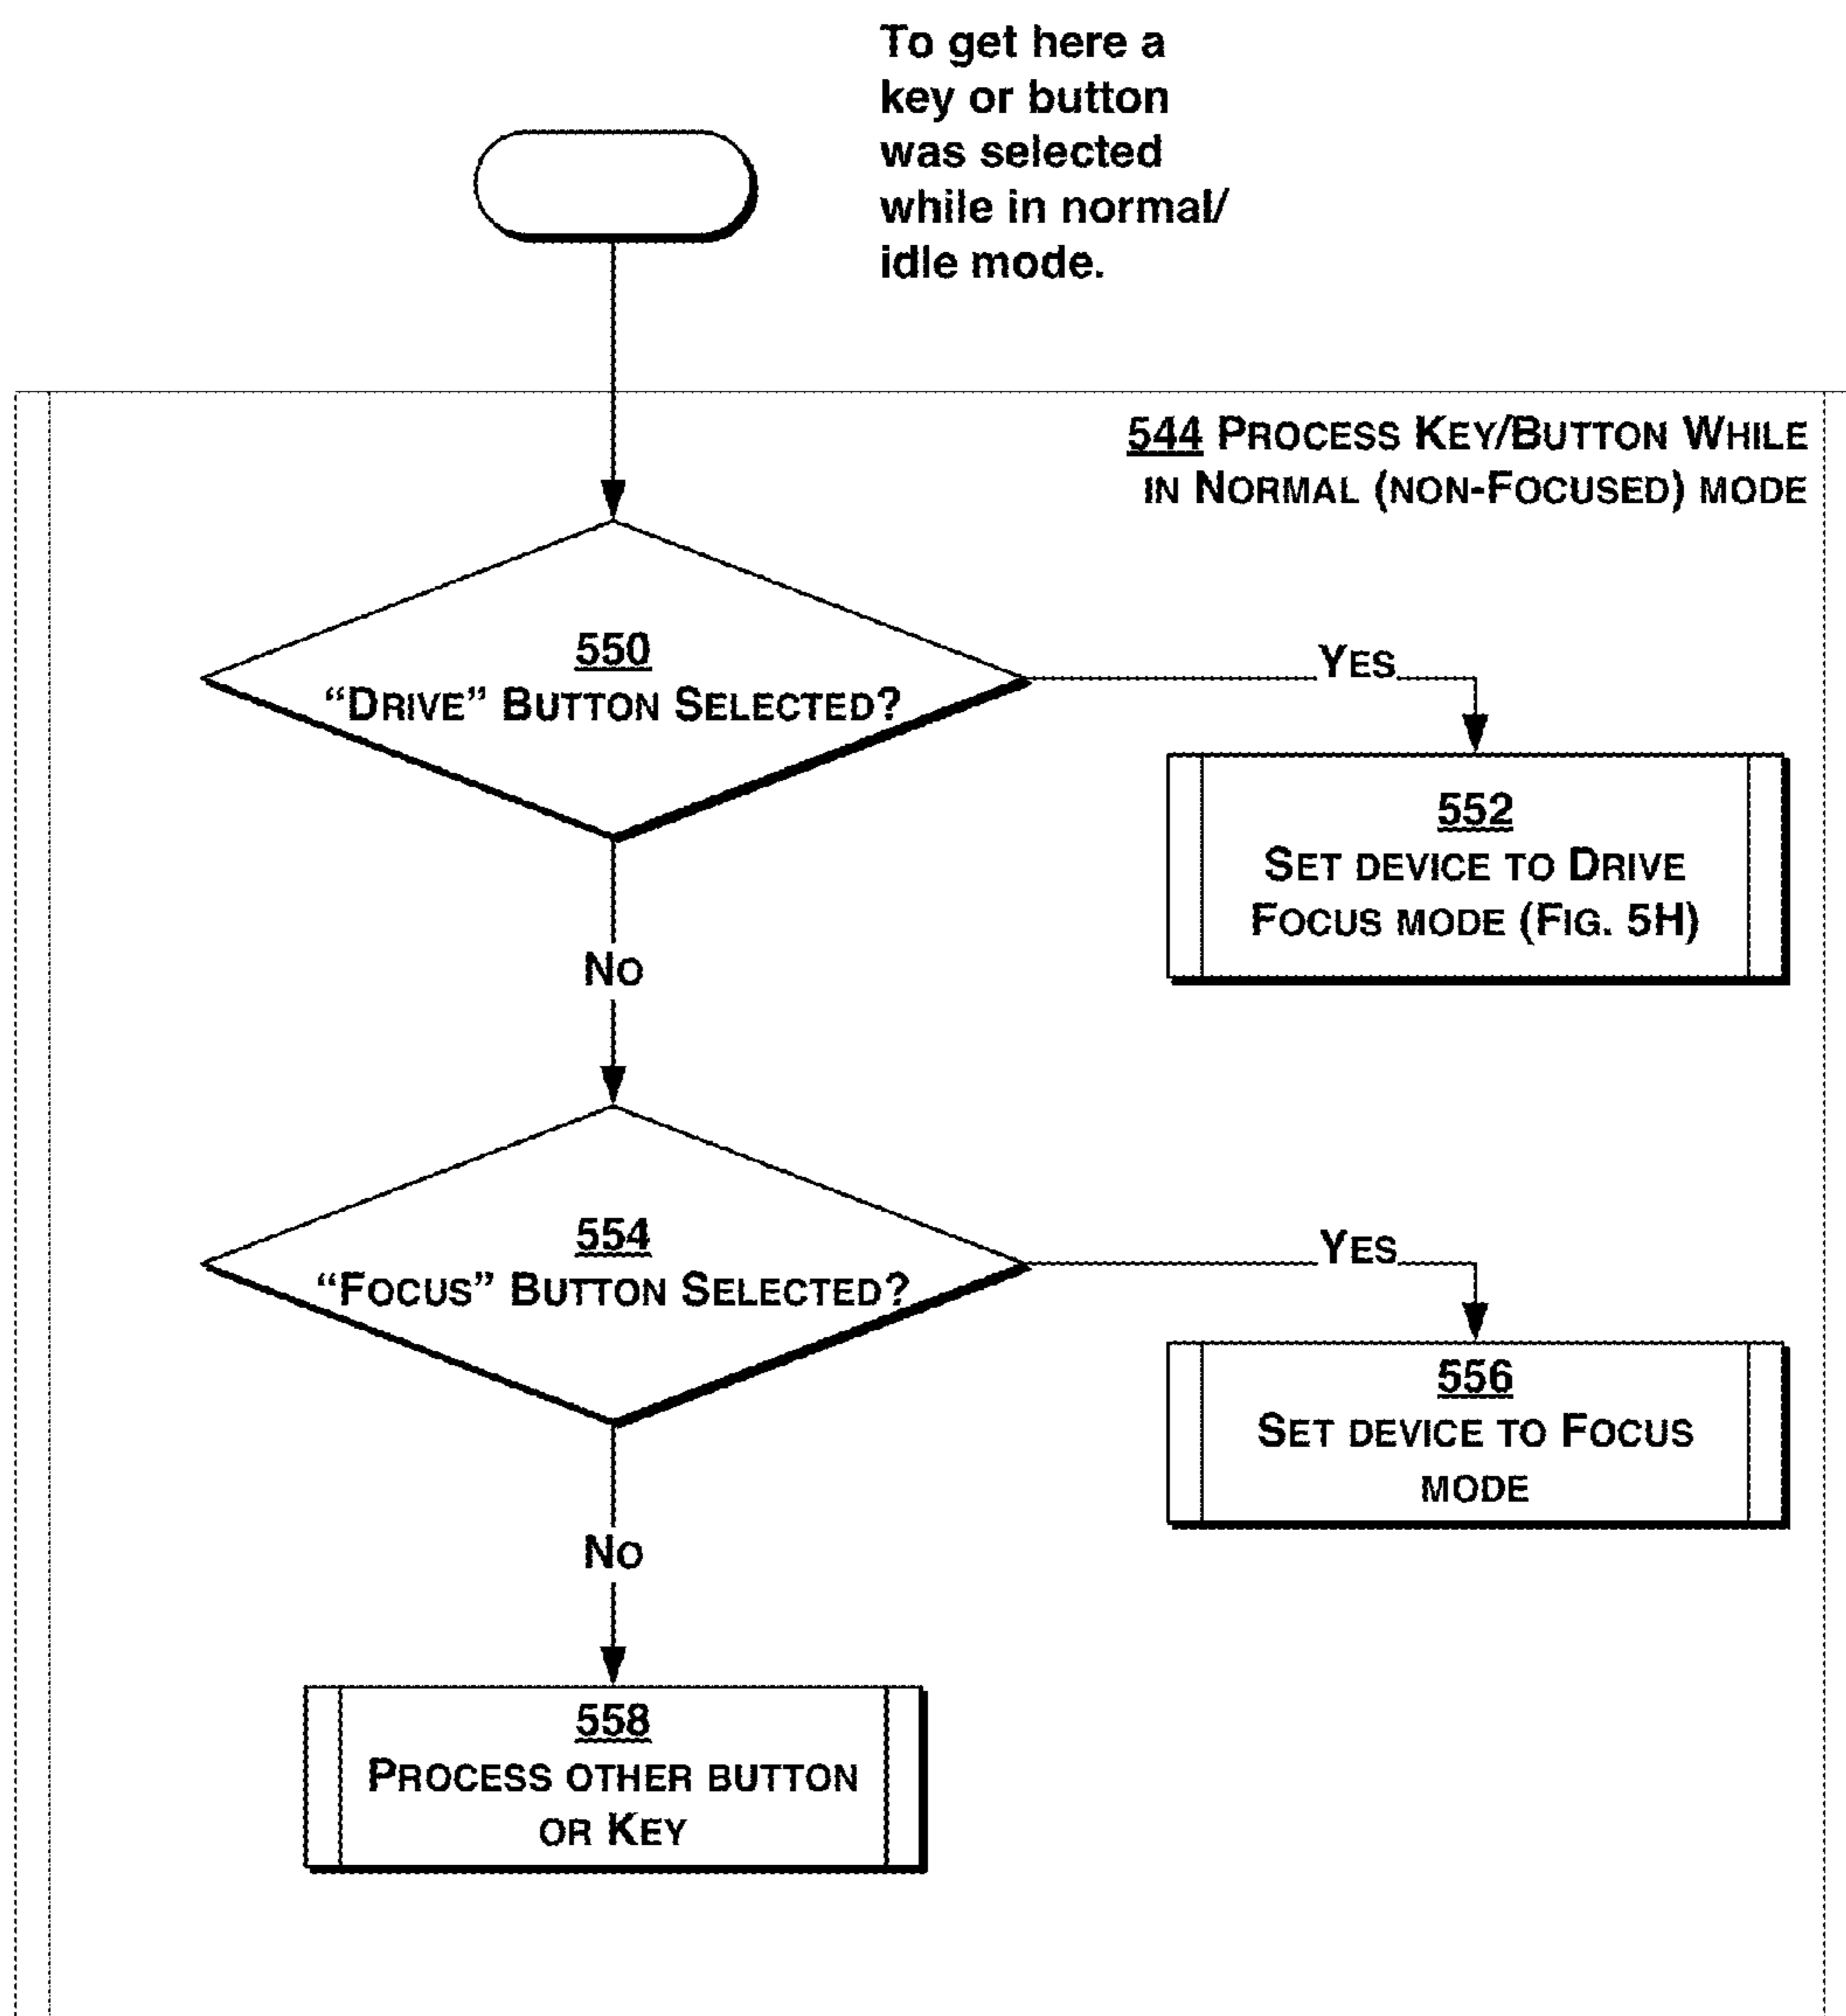 To get here a
key or button
was selected
while in normal/
idle mode.
544 PROCESS KEY/BUTTON WHILE
IN NORMAL (NON-FOCUSED) MODE
550
“DRIVE” BUTTON SELECTED?
YES
552
SET DEVICE TO DRIVE
FOCUS MODE (FIG. 5H)
NO
554
“FOCUS” BUTTON SELECTED?
YES
556
SET DEVICE TO FOCUS
MODE
NO
558
PROCESS OTHER BUTTON
OR KEY